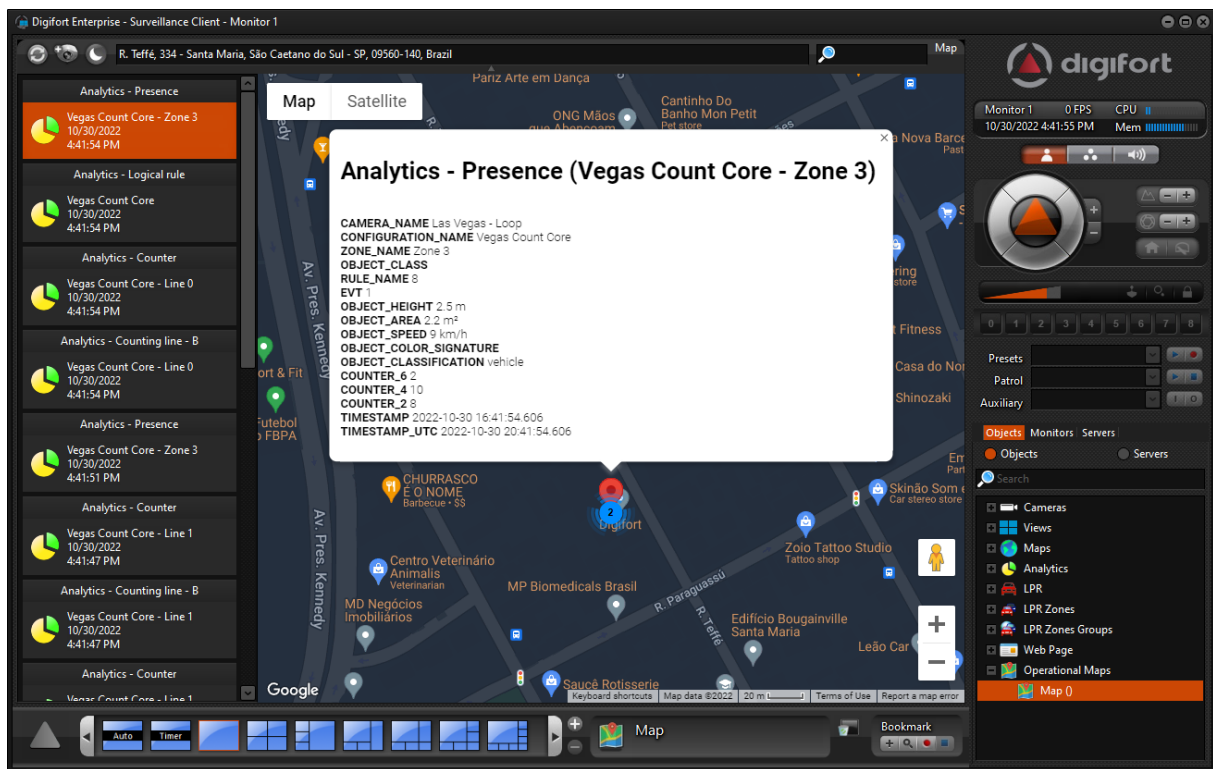 Digifort Enterprise - Surveillance Client - Monitor 1
R. Teffé, 334 - Santa Maria, São Caetano do Sul - SP, 09560-140, Brazil
Map
Analytics - Presence
Vegas Count Core - Zone 3
10/30/2022
4:41:54 PM
Analytics - Logical rule
Vegas Count Core
10/30/2022
4:41:54 PM
Analytics - Counter
Vegas Count Core - Line 0
10/30/2022
4:41:54 PM
Analytics - Counting line - B
Vegas Count Core - Line 0
10/30/2022
4:41:54 PM
Analytics - Presence
Vegas Count Core - Zone 3
10/30/2022
4:41:51 PM
Analytics - Counter
Vegas Count Core - Line 1
10/30/2022
4:41:47 PM
Analytics - Counting line - B
Vegas Count Core - Line 1
10/30/2022
4:41:47 PM
Analytics - Counter
Vegas Count Core - Line 1
Map Satellite
Pariz Arte em Dança
ONG Mãos
que Abençoam
Cantinho Do
Banho Mon Petit
Pet store
a Nova Barce
Past
Analytics - Presence (Vegas Count Core - Zone 3)
CAMERA_NAME Las Vegas - Loop
CONFIGURATION_NAME Vegas Count Core
ZONE_NAME Zone 3
OBJECT_CLASS
RULE_NAME 8
EVT 1
OBJECT_HEIGHT 2.5 m
OBJECT_AREA 2.2 m²
OBJECT_SPEED 9 km/h
OBJECT_COLOR_SIGNATURE
OBJECT_CLASSIFICATION vehicle
COUNTER_6 2
COUNTER_4 10
COUNTER_2 8
TIMESTAMP 2022-10-30 16:41:54.606
TIMESTAMP_UTC 2022-10-30 20:41:54.606
edy
Av. Pres. Kennedy
ort & Fit
Futebol
o FBPA
ering
store
t Fitness
Casa do Nor
Shinozaki
Em
Part
CHURRASCO
É O NOME
Barbecue • $$
2
Digifort
Skinão Som e
Car stereo store
Av. Pres. Kennedy
Centro Veterinário
Animalis
Veterinarian
Zoio Tattoo Studio
Tattoo shop
MP Biomedicals Brasil
R. Paraguassú
R. Teffé
MD Negócios
Imobiliários
Edifício Bougainville
Santa Maria
Leão Car
Saucê Rotisserie
Google
Keyboard shortcuts Map data ©2022 20 m Terms of Use Report a map error
digifort
Monitor 1 0 FPS CPU
10/30/2022 4:41:55 PM Mem
0 1 2 3 4 5 6 7 8
Presets
Patrol
Auxiliary
Objects Monitors Servers
Objects Servers
Search
Cameras
Views
Maps
Analytics
LPR
LPR Zones
LPR Zones Groups
Web Page
Operational Maps
Map ()
Auto Timer
Map
Bookmark